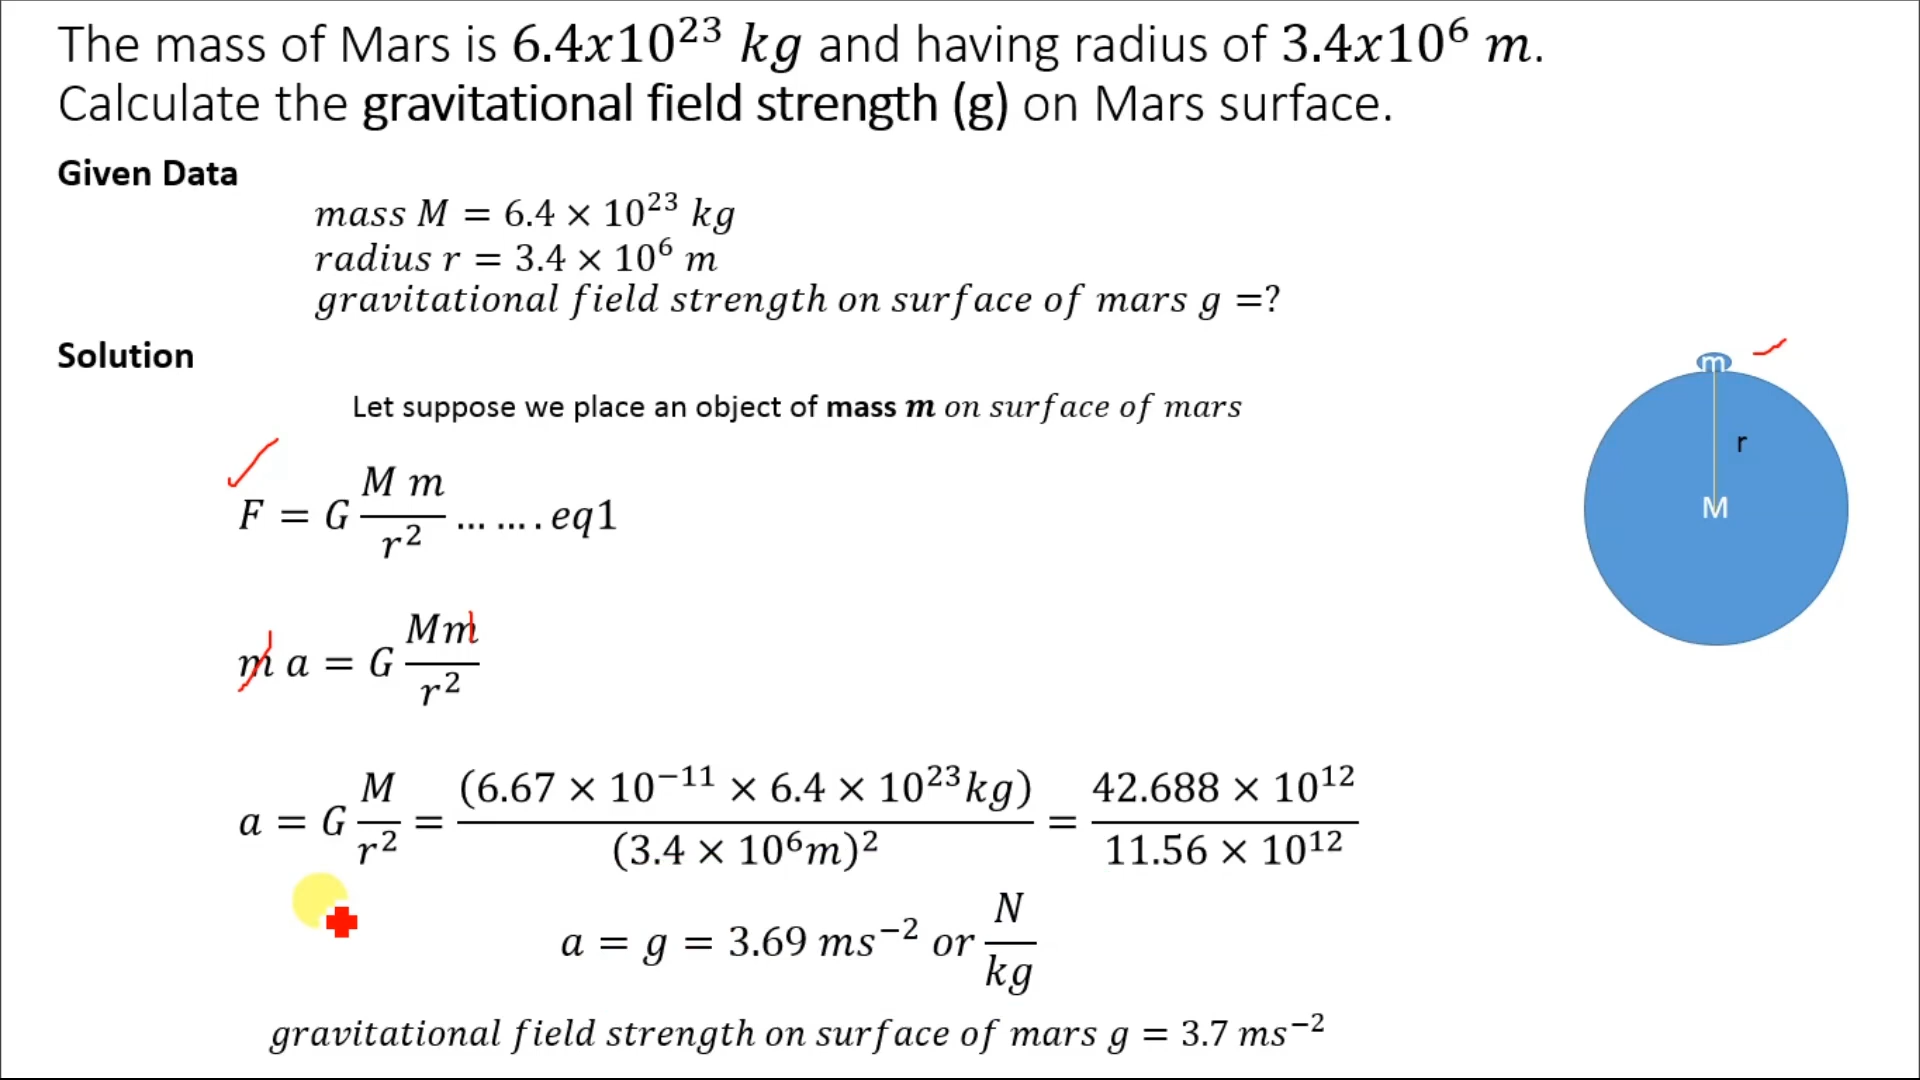 The mass of Mars is 6.4x10²³ kg and having radius of 3.4x10⁶ m.
Calculate the gravitational field strength (g) on Mars surface.
Given Data
mass M = 6.4 × 10²³ kg
radius r = 3.4 × 10⁶ m
gravitational field strength on surface of mars g =?
Solution
Let suppose we place an object of mass m on surface of mars
F = G (M m)/r² ... ... . eq1
m a = G (Mm)/r²
a = G M/r² = (6.67 × 10⁻¹¹ × 6.4 × 10²³kg)/(3.4 × 10⁶m)² = (42.688 × 10¹²)/(11.56 × 10¹²)
a = g = 3.69 ms⁻² or N/kg
gravitational field strength on surface of mars g = 3.7 ms⁻²
m
r
M